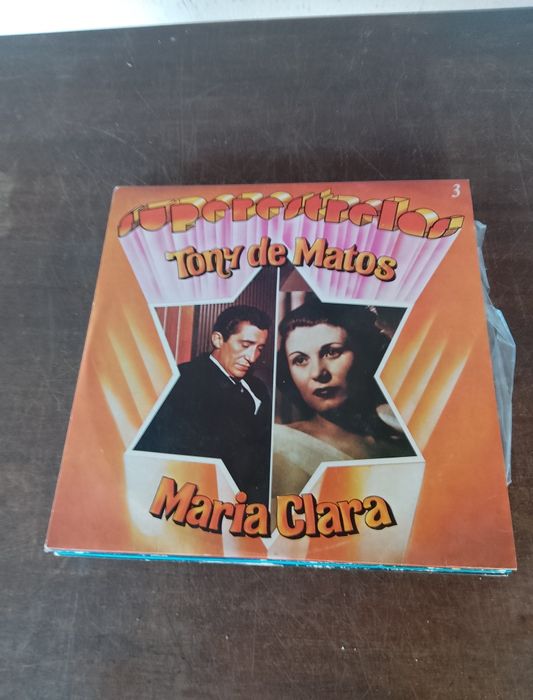 3
superestrelas
Tony de Matos
Maria Clara